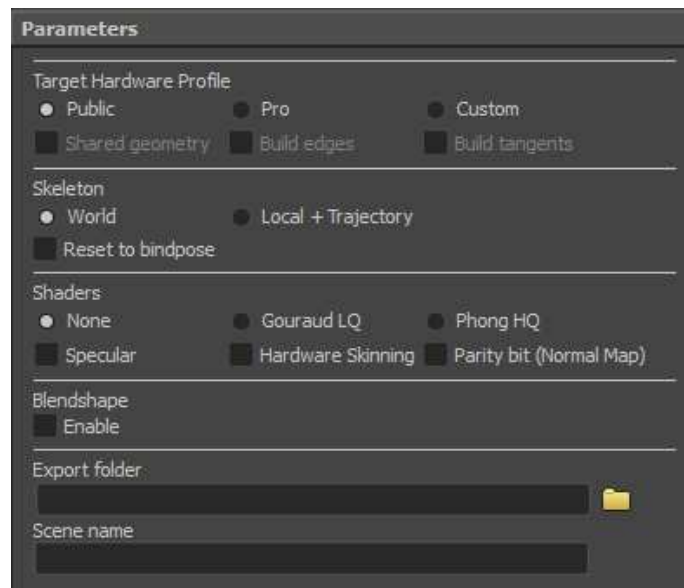 Parameters
Target Hardware Profile
Public Pro Custom
Shared geometry Build edges Build tangents
Skeleton
World Local + Trajectory
Reset to bindpose
Shaders
None Gouraud LQ Phong HQ
Specular Hardware Skinning Parity bit (Normal Map)
Blendshape
Enable
Export folder
Scene name